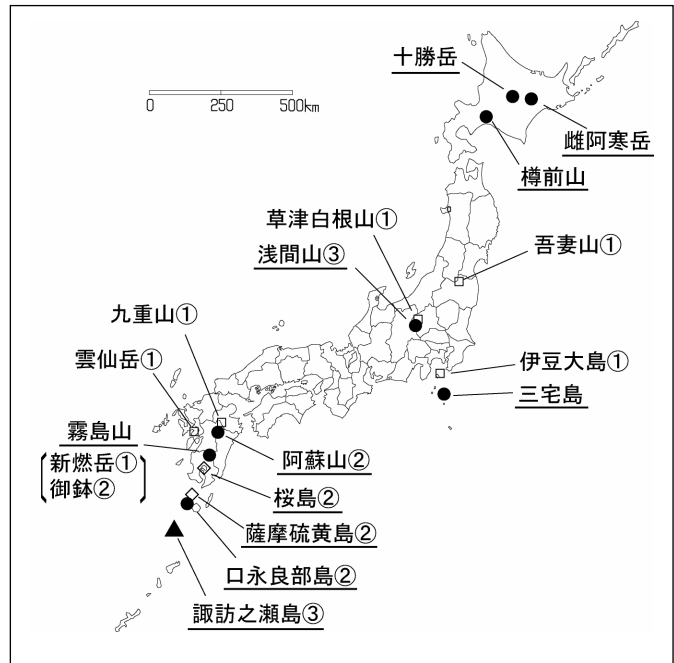 十勝岳
0 250 500km
雌阿寒岳
樽前山
草津白根山①
吾妻山①
浅間山③
九重山①
雲仙岳①
伊豆大島①
三宅島
霧島山
新燃岳①
御鉢②
阿蘇山②
桜島②
薩摩硫黄島②
口永良部島②
諏訪之瀬島③